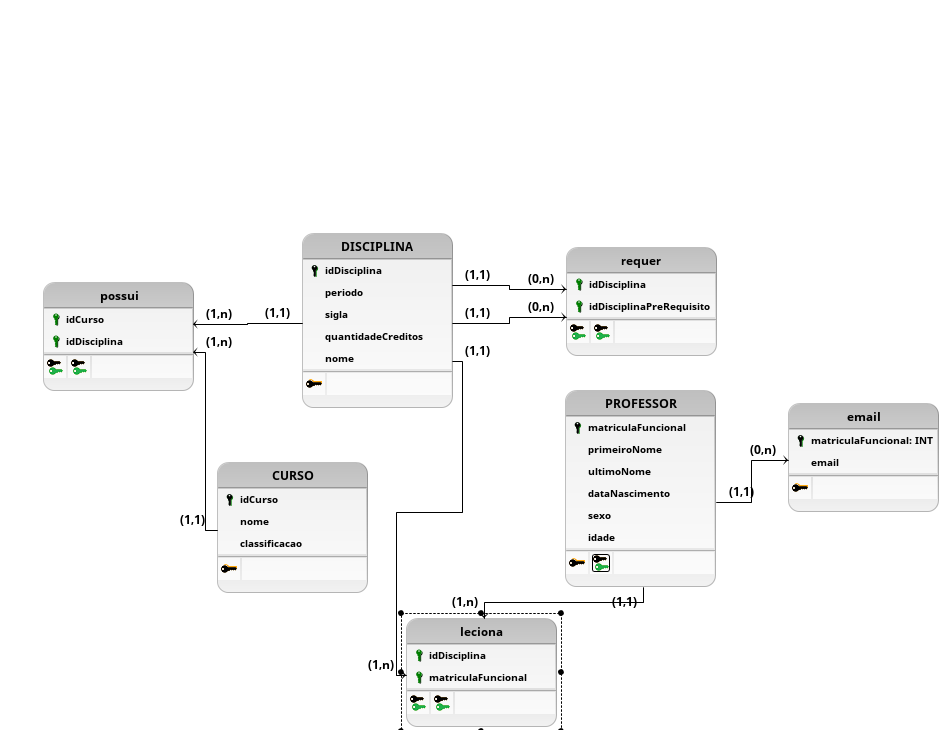 DISCIPLINA
idDisciplina
periodo
sigla
quantidadeCreditos
nome
(1,1)
(0,n)
(1,1)
(0,n)
(1,1)
(1,n)
(1,1)
(1,n)
requer
idDisciplina
idDisciplinaPreRequisito
possui
idCurso
idDisciplina
PROFESSOR
matriculaFuncional
primeiroNome
ultimoNome
dataNascimento
sexo
idade
(0,n)
(1,1)
email
matriculaFuncional: INT
email
CURSO
idCurso
nome
classificacao
(1,1)
(1,n)
(1,1)
(1,n)
leciona
idDisciplina
matriculaFuncional